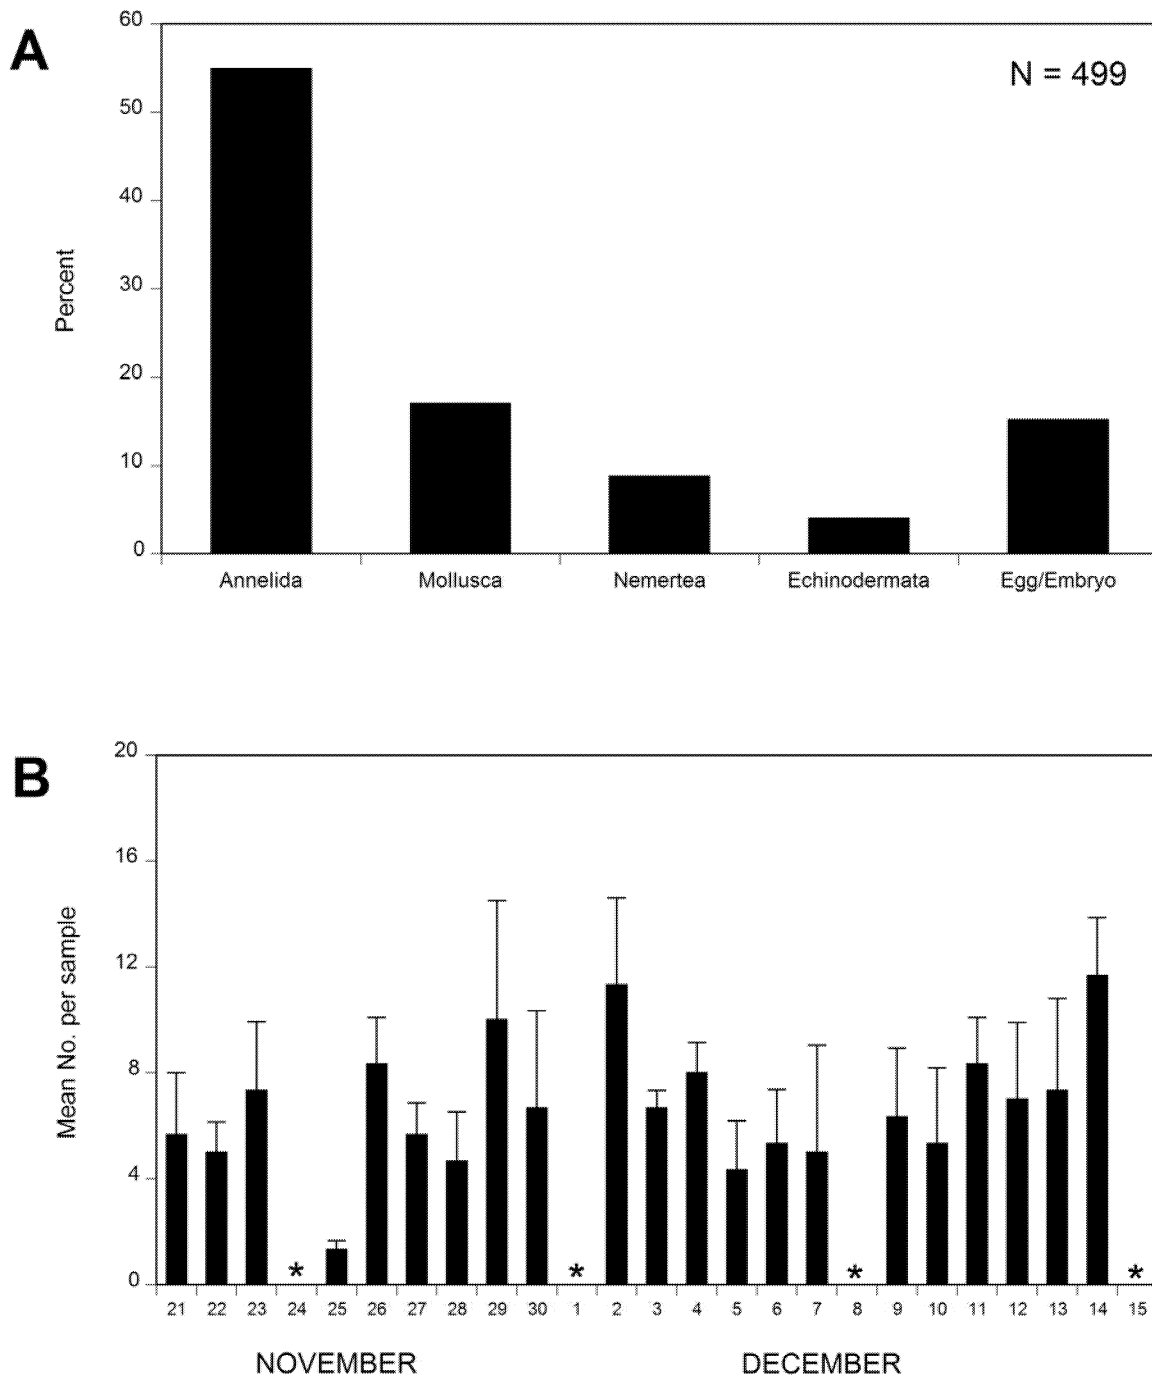 A
N = 499
Percent
60
50
40
30
20
10
0
Annelida Mollusca Nemertea Echinodermata Egg/Embryo
B
Mean No. per sample
20
16
12
8
4
0
* * * *
21 22 23 24 25 26 27 28 29 30 1 2 3 4 5 6 7 8 9 10 11 12 13 14 15
NOVEMBER DECEMBER